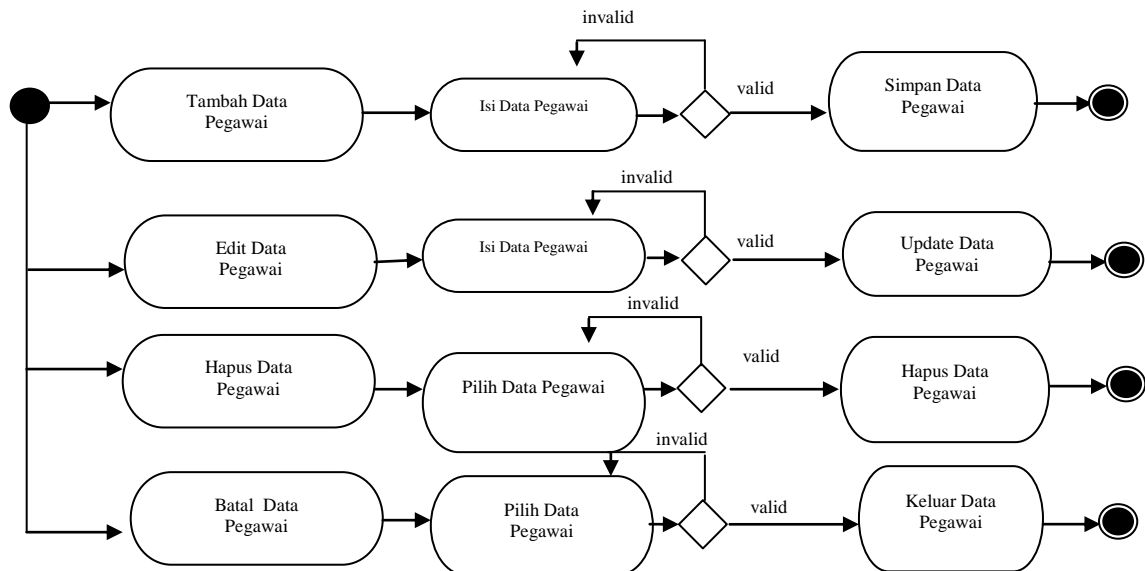 invalid
Tambah Data
Pegawai
Isi Data Pegawai
valid
Simpan Data
Pegawai
invalid
Edit Data
Pegawai
Isi Data Pegawai
valid
Update Data
Pegawai
invalid
Hapus Data
Pegawai
Pilih Data Pegawai
valid
Hapus Data
Pegawai
invalid
Batal Data
Pegawai
Pilih Data
Pegawai
valid
Keluar Data
Pegawai